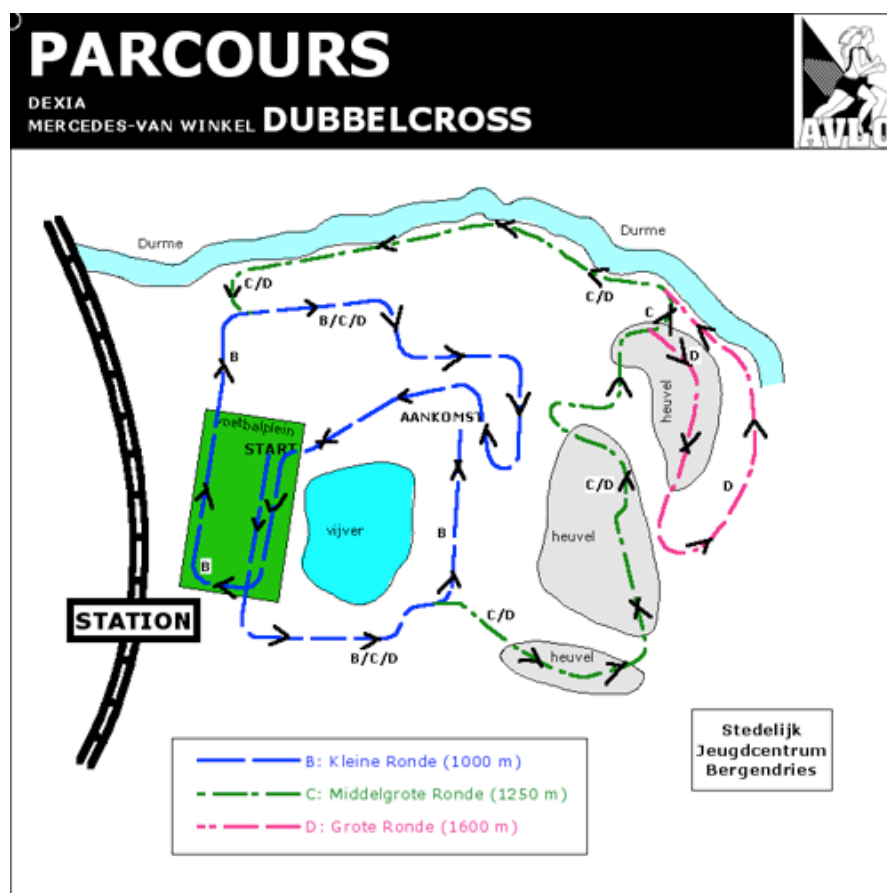 PARCOURS
DEXIA
MERCEDES-VAN WINKEL DUBBELCROSS
AVLO
Durme
Durme
C/D
C/D
C
B/C/D
B
D
heuvel
AANKOMST
voetbalplein
START
C/D
D
vijver
B
heuvel
B
STATION
C/D
B/C/D
heuvel
Stedelijk
Jeugdcentrum
Bergendries
B: Kleine Ronde (1000 m)
C: Middelgrote Ronde (1250 m)
D: Grote Ronde (1600 m)